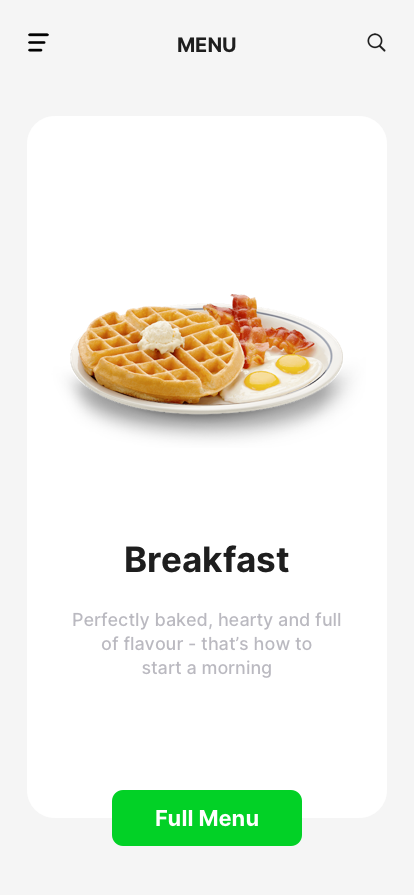 MENU
Breakfast
Perfectly baked, hearty and full
of flavour - that's how to
start a morning
Full Menu